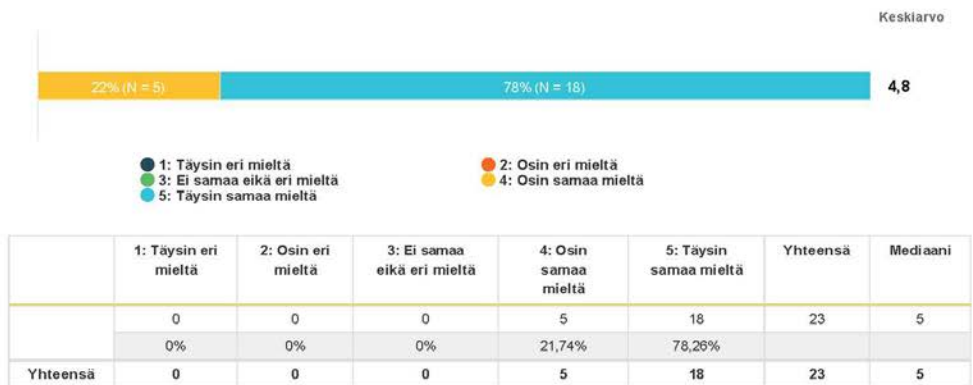 Keskiarvo
22% (N = 5) 78% (N = 18) 4,8
1: Täysin eri mieltä 2: Osin eri mieltä
3: Ei samaa eikä eri mieltä 4: Osin samaa mieltä
5: Täysin samaa mieltä
1: Täysin eri mieltä 2: Osin eri mieltä 3: Ei samaa eikä eri mieltä 4: Osin samaa mieltä 5: Täysin samaa mieltä Yhteensä Mediaani
0 0 0 5 18 23 5
0% 0% 0% 21,74% 78,26%
Yhteensä 0 0 0 5 18 23 5